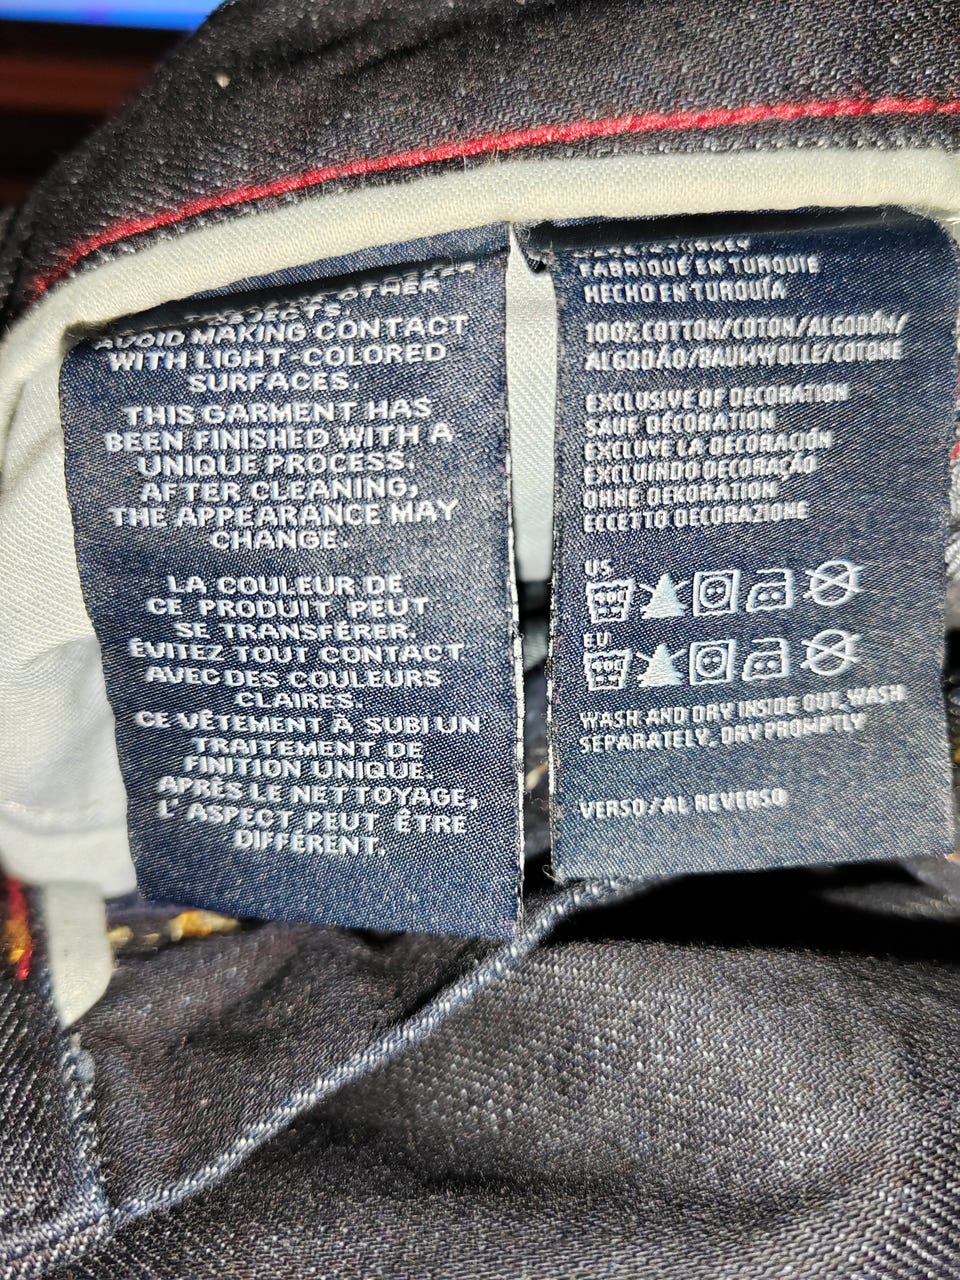 OTHER
AVOID MAKING CONTACT
WITH LIGHT-COLORED
SURFACES.
THIS GARMENT HAS
BEEN FINISHED WITH A
UNIQUE PROCESS.
AFTER CLEANING,
THE APPEARANCE MAY
CHANGE.
LA COULEUR DE
CE PRODUIT PEUT
SE TRANSFÉRER.
ÉVITEZ TOUT CONTACT
AVEC DES COULEURS
CLAIRES.
CE VÊTEMENT À SUBI UN
TRAITEMENT DE
FINITION UNIQUE.
APRÈS LE NETTOYAGE,
L'ASPECT PEUT ÊTRE
DIFFÉRENT.
FABRIQUÉ EN TURQUIE
HECHO EN TURQUÍA
100% COTTON/COTON/ALGODÓN/
ALGODÃO/BAUMWOLLE/COTONE
EXCLUSIVE OF DECORATION
SAUF DÉCORATION
EXCLUYE LA DECORACIÓN
EXCLUINDO DECORAÇÃO
OHNE DEKORATION
ECCETTO DECORAZIONE
US
EU
WASH AND DRY INSIDE OUT, WASH
SEPARATELY, DRY PROMPTLY
VERSO/AL REVERSO